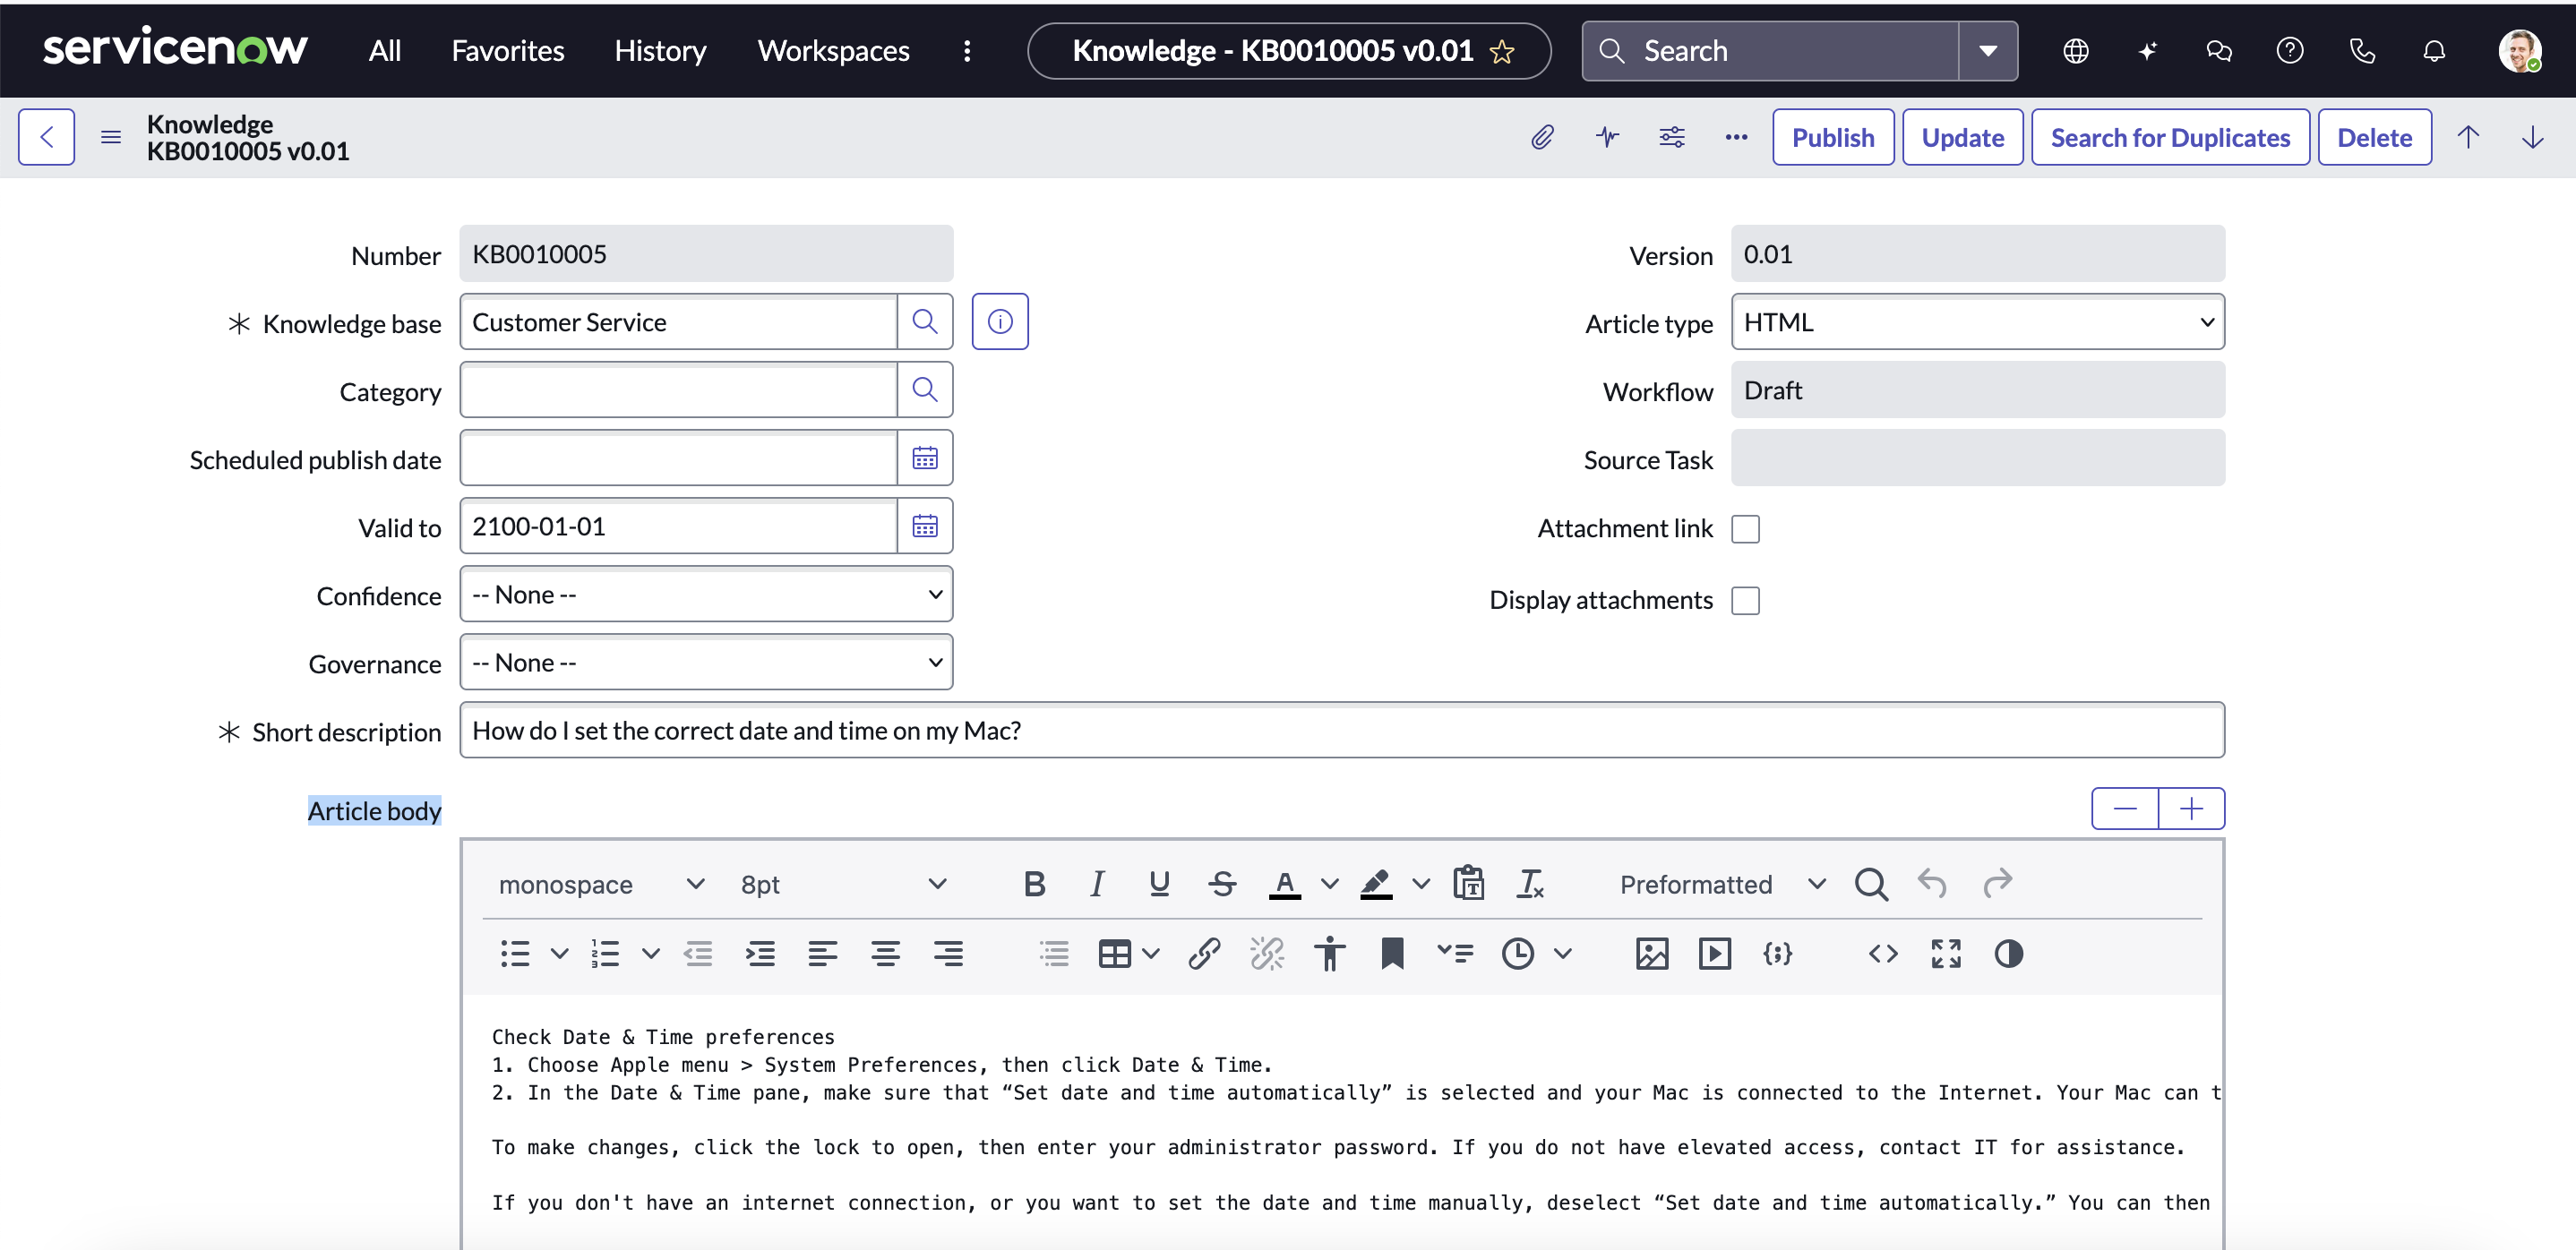 servicenow All Favorites History Workspaces Knowledge - KB0010005 v0.01 Search
Knowledge
KB0010005 v0.01
Publish Update Search for Duplicates Delete
Number KB0010005 Version 0.01
Knowledge base Customer Service Article type HTML
Category Workflow Draft
Scheduled publish date Source Task
Valid to 2100-01-01 Attachment link
Confidence -- None -- Display attachments
Governance -- None --
Short description How do I set the correct date and time on my Mac?
Article body
monospace 8pt Preformatted
Check Date & Time preferences
1. Choose Apple menu > System Preferences, then click Date & Time.
2. In the Date & Time pane, make sure that “Set date and time automatically” is selected and your Mac is connected to the Internet. Your Mac can t
To make changes, click the lock to open, then enter your administrator password. If you do not have elevated access, contact IT for assistance.
If you don't have an internet connection, or you want to set the date and time manually, deselect “Set date and time automatically.” You can then